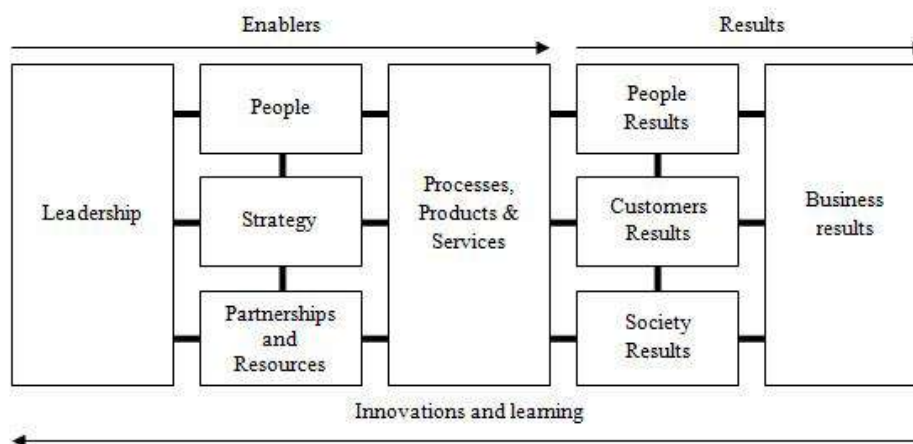 Enablers
Results
Leadership
People
Strategy
Partnerships
and
Resources
Processes,
Products &
Services
People
Results
Customers
Results
Society
Results
Business
results
Innovations and learning